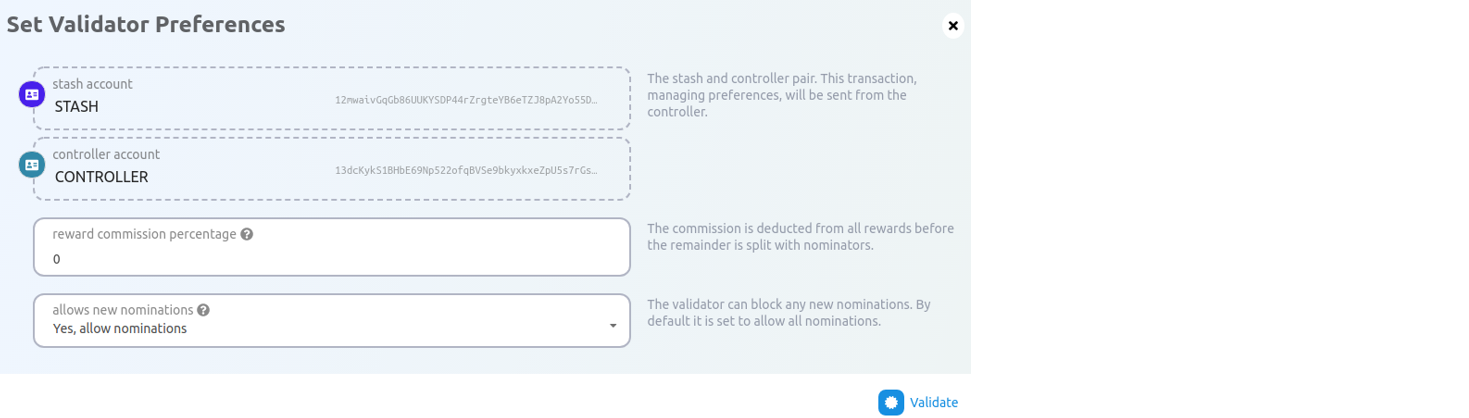 Set Validator Preferences
stash account
STASH
12mwaivGqGb86UUKYSDP44rZrgteYB6eTZJ8pA2Yo55D…
The stash and controller pair. This transaction,
managing preferences, will be sent from the
controller.
controller account
CONTROLLER
13dcKykS1BHbE69Np522ofqBVSe9bkyxkxeZpU5s7rGs…
reward commission percentage
0
The commission is deducted from all rewards before
the remainder is split with nominators.
allows new nominations
Yes, allow nominations
The validator can block any new nominations. By
default it is set to allow all nominations.
Validate